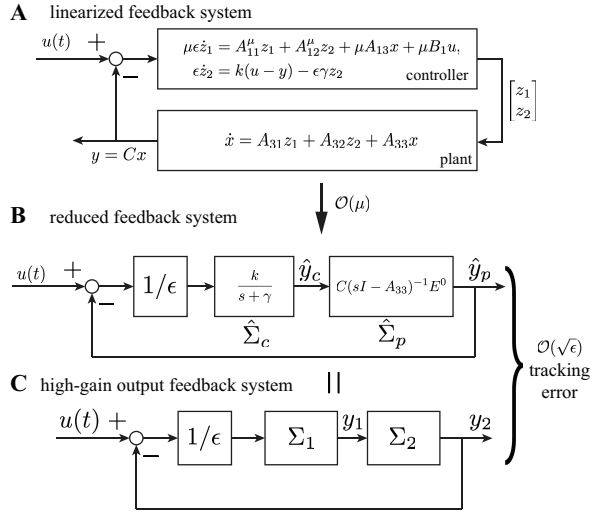 A linearized feedback system
u(t) + −
μϵż₁ = A₁₁^μ z₁ + A₁₂^μ z₂ + μA₁₃x + μB₁u,
ϵż₂ = k(u − y) − ϵγz₂
controller
[z₁
z₂]
ẋ = A₃₁z₁ + A₃₂z₂ + A₃₃x
plant
y = Cx
𝒪(μ)
B reduced feedback system
u(t) + −
1/ϵ
k
s + γ
ŷ_c
C(sI − A₃₃)⁻¹E⁰
ŷ_p
Σ̂_c
Σ̂_p
𝒪(√ϵ)
tracking
error
C high-gain output feedback system =
u(t) + −
1/ϵ
Σ₁
y₁
Σ₂
y₂